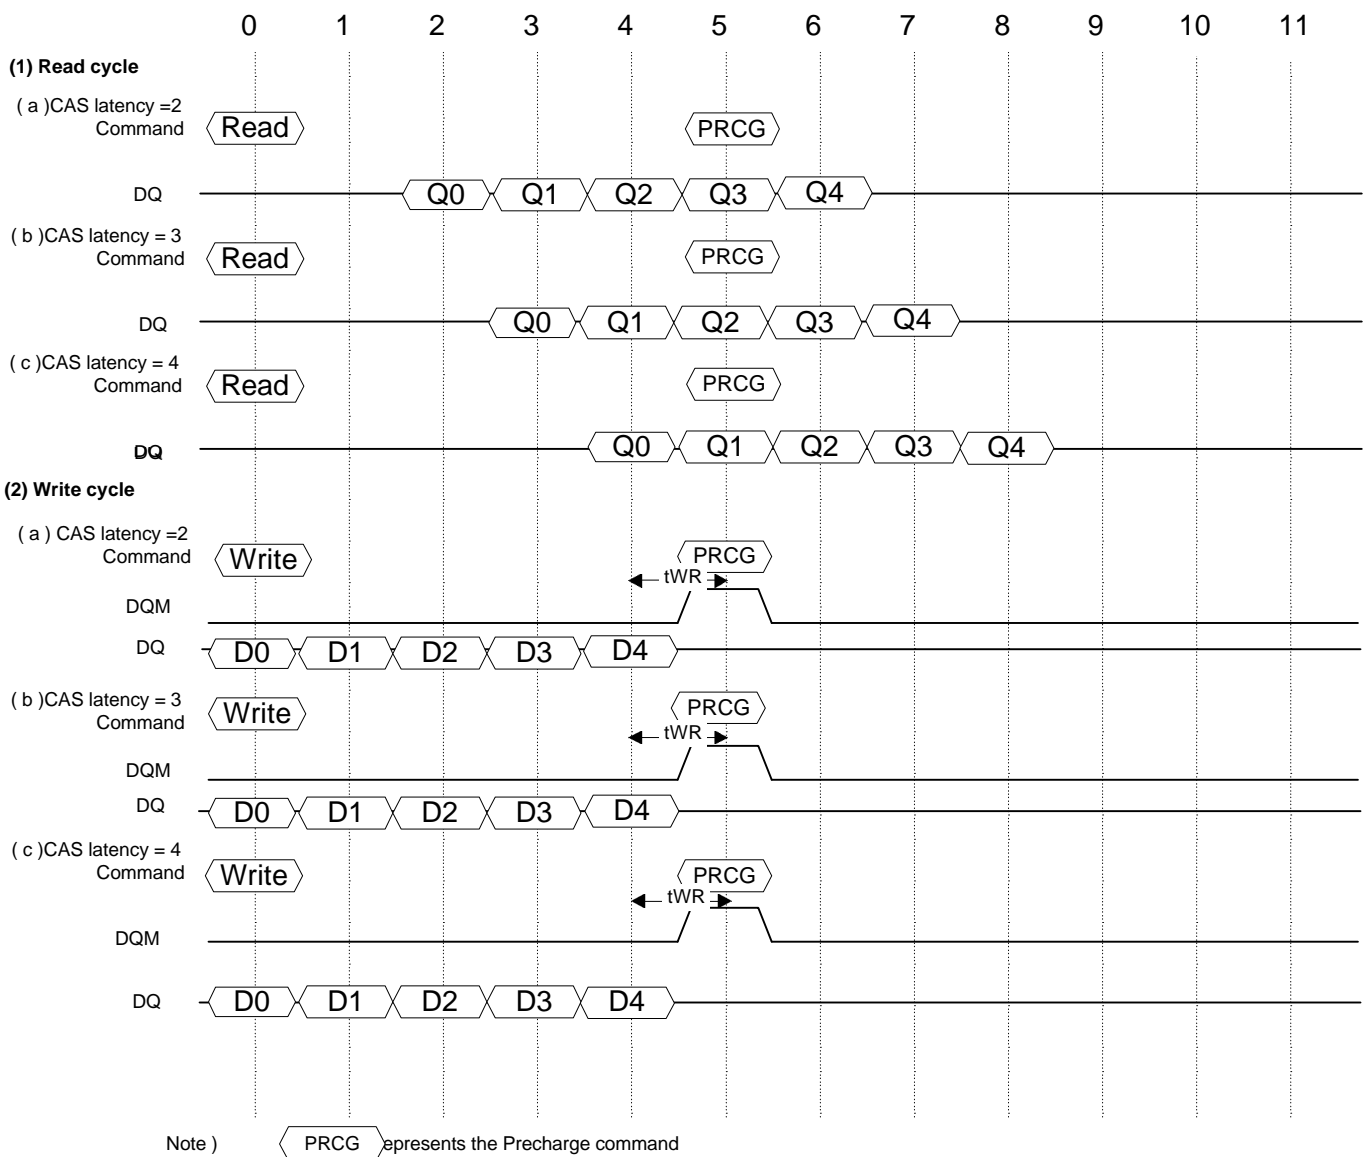 0 1 2 3 4 5 6 7 8 9 10 11
(1) Read cycle
( a )CAS latency =2
Command Read PRCG
DQ Q0 Q1 Q2 Q3 Q4
( b )CAS latency = 3
Command Read PRCG
DQ Q0 Q1 Q2 Q3 Q4
( c )CAS latency = 4
Command Read PRCG
DQ Q0 Q1 Q2 Q3 Q4
(2) Write cycle
( a ) CAS latency =2
Command Write PRCG
tWR
DQM
DQ D0 D1 D2 D3 D4
( b )CAS latency = 3
Command Write PRCG
tWR
DQM
DQ D0 D1 D2 D3 D4
( c )CAS latency = 4
Command Write PRCG
tWR
DQM
DQ D0 D1 D2 D3 D4
Note ) PRCG epresents the Precharge command